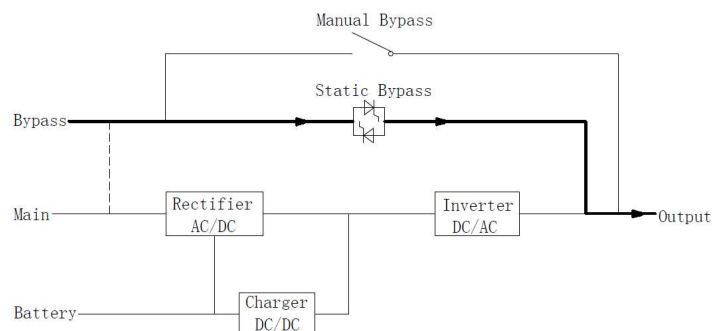 Manual Bypass
Static Bypass
Bypass
Main
Rectifier
AC/DC
Inverter
DC/AC
Output
Battery
Charger
DC/DC